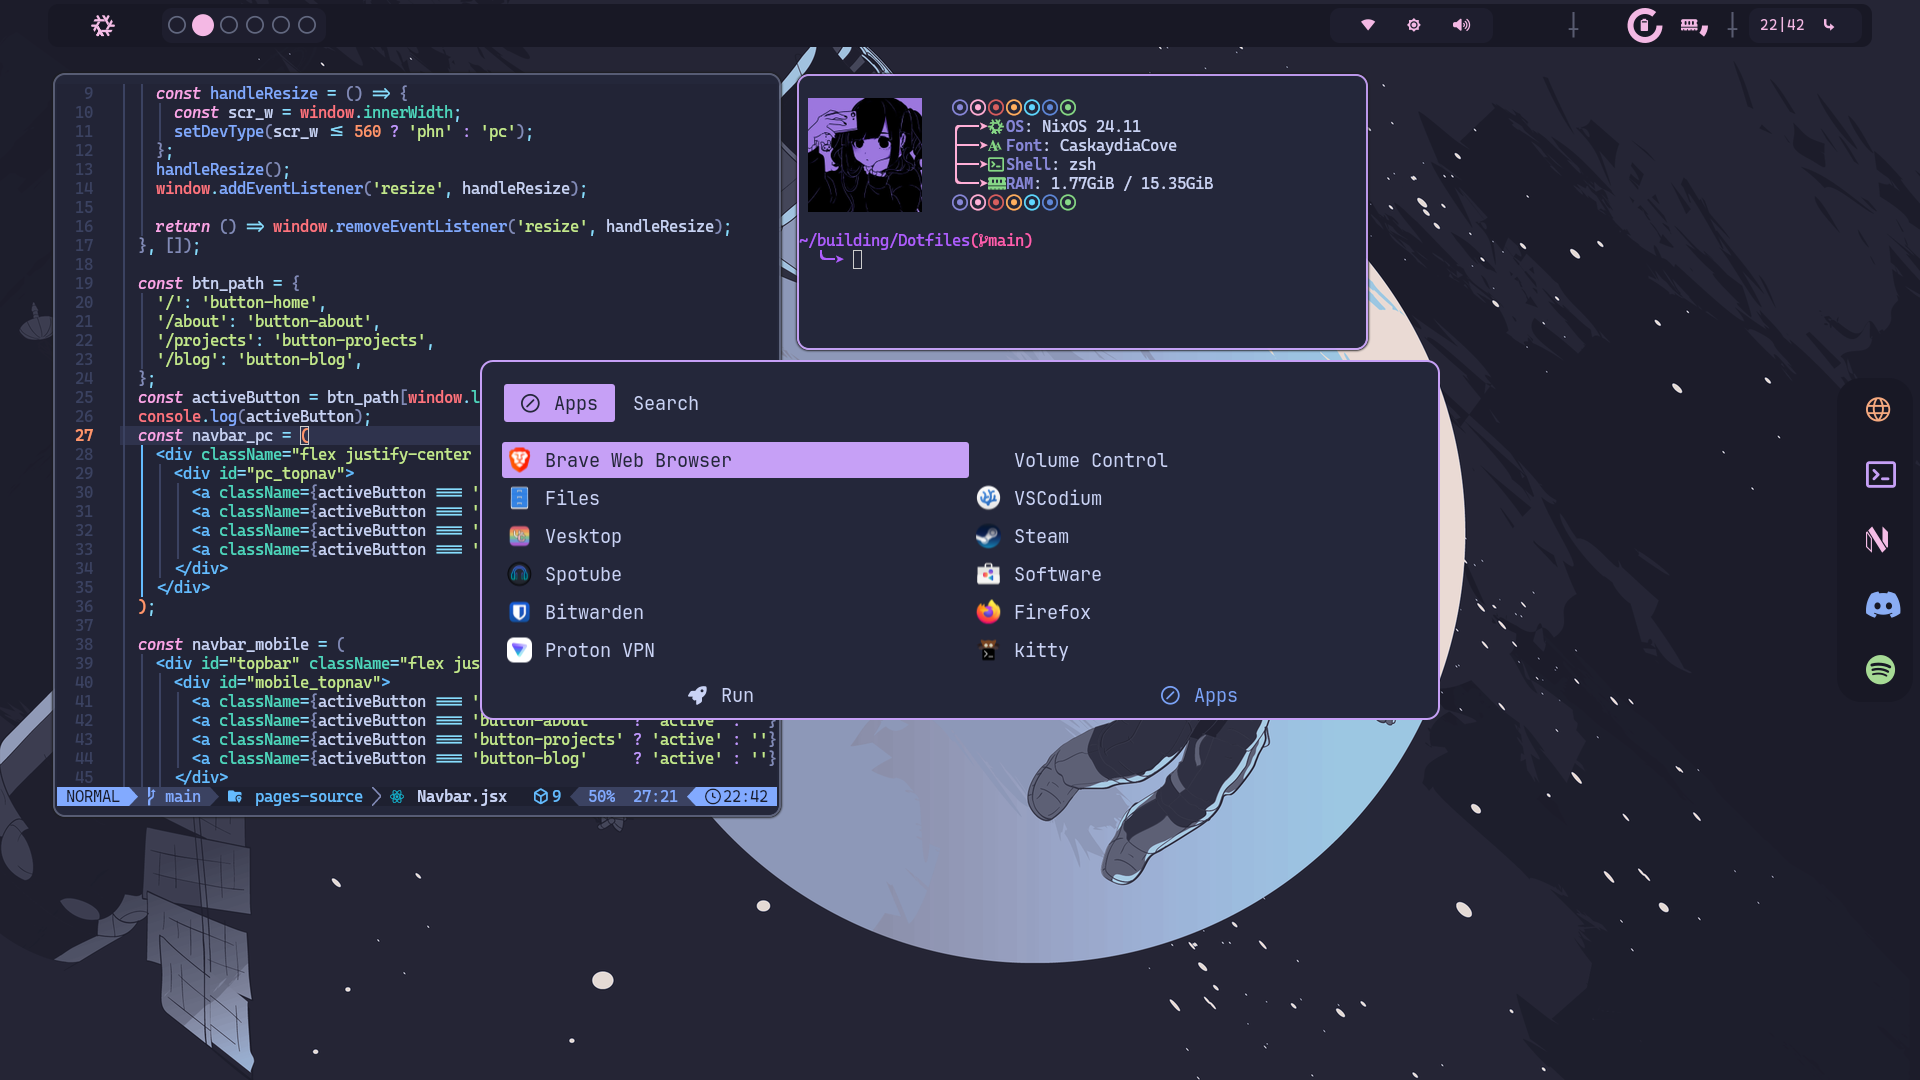 22|42
9 const handleResize = () => {
10 const scr_w = window.innerWidth;
11 setDevType(scr_w <= 560 ? 'phn' : 'pc');
12 };
13 handleResize();
14 window.addEventListener('resize', handleResize);
15
16 return () => window.removeEventListener('resize', handleResize);
17 }, []);
18
19 const btn_path = {
20 '/': 'button-home',
21 '/about': 'button-about',
22 '/projects': 'button-projects',
23 '/blog': 'button-blog',
24 };
25 const activeButton = btn_path[window.l
26 console.log(activeButton);
27 const navbar_pc = (
28 <div className="flex justify-center
29 <div id="pc_topnav">
30 <a className={activeButton === '
31 <a className={activeButton === '
32 <a className={activeButton === '
33 <a className={activeButton === '
34 </div>
35 </div>
36 );
37
38 const navbar_mobile = (
39 <div id="topbar" className="flex jus
40 <div id="mobile_topnav">
41 <a className={activeButton === '
42 <a className={activeButton === 'button-about' ? 'active' : ''}
43 <a className={activeButton === 'button-projects' ? 'active' : ''}
44 <a className={activeButton === 'button-blog' ? 'active' : ''}
45 </div>
NORMAL main pages-source Navbar.jsx 9 50% 27:21 22:42
OS: NixOS 24.11
Font: CaskaydiaCove
Shell: zsh
RAM: 1.77GiB / 15.35GiB
~/building/Dotfiles(main)
Apps Search
Brave Web Browser
Files
Vesktop
Spotube
Bitwarden
Proton VPN
Volume Control
VSCodium
Steam
Software
Firefox
kitty
Run Apps